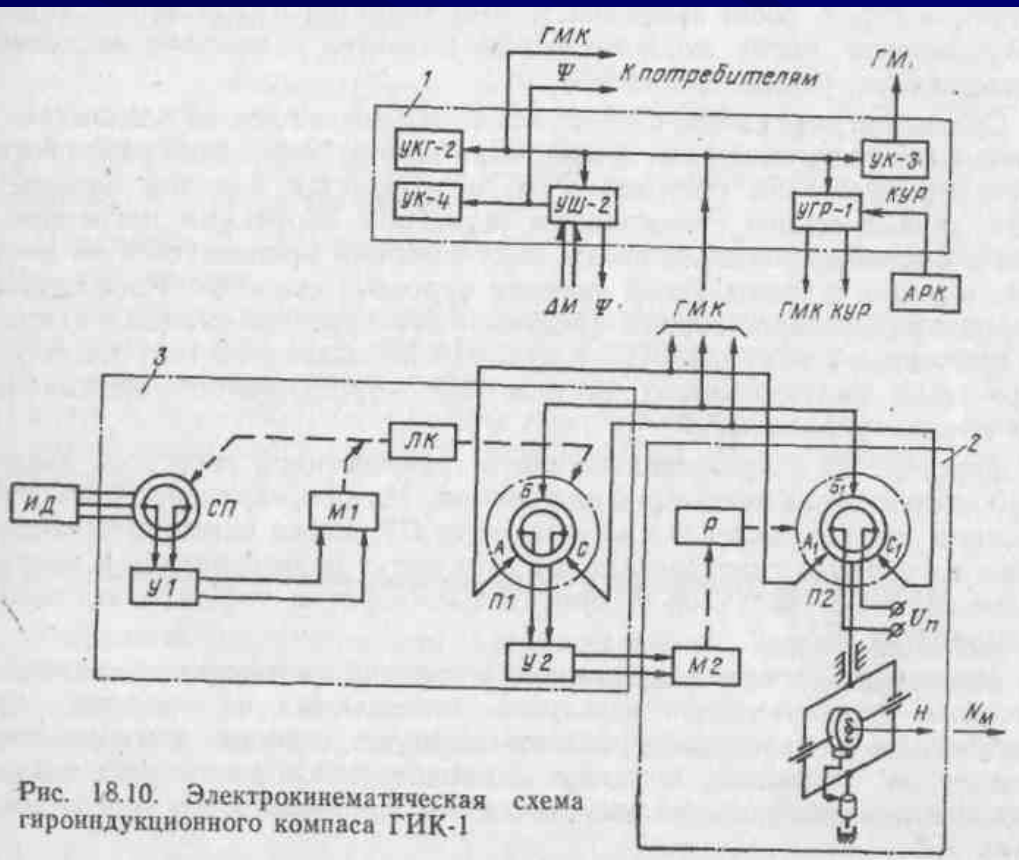 ГМК
ГМ.
Ψ
К потребителям
1
УКГ-2
УК-3
УК-4
УШ-2
УГР-1
КУР
АРК
ΔМ Ψ
ГМК
ГМК КУР
3
ЛК
2
ИД
СП
М1
Б
Р
Б₁
А
С
А₁
С₁
У1
П1
П2
Uп
У2
М2
Н
Nм
Рис. 18.10. Электрокинематическая схема
гироиндукционного компаса ГИК-1